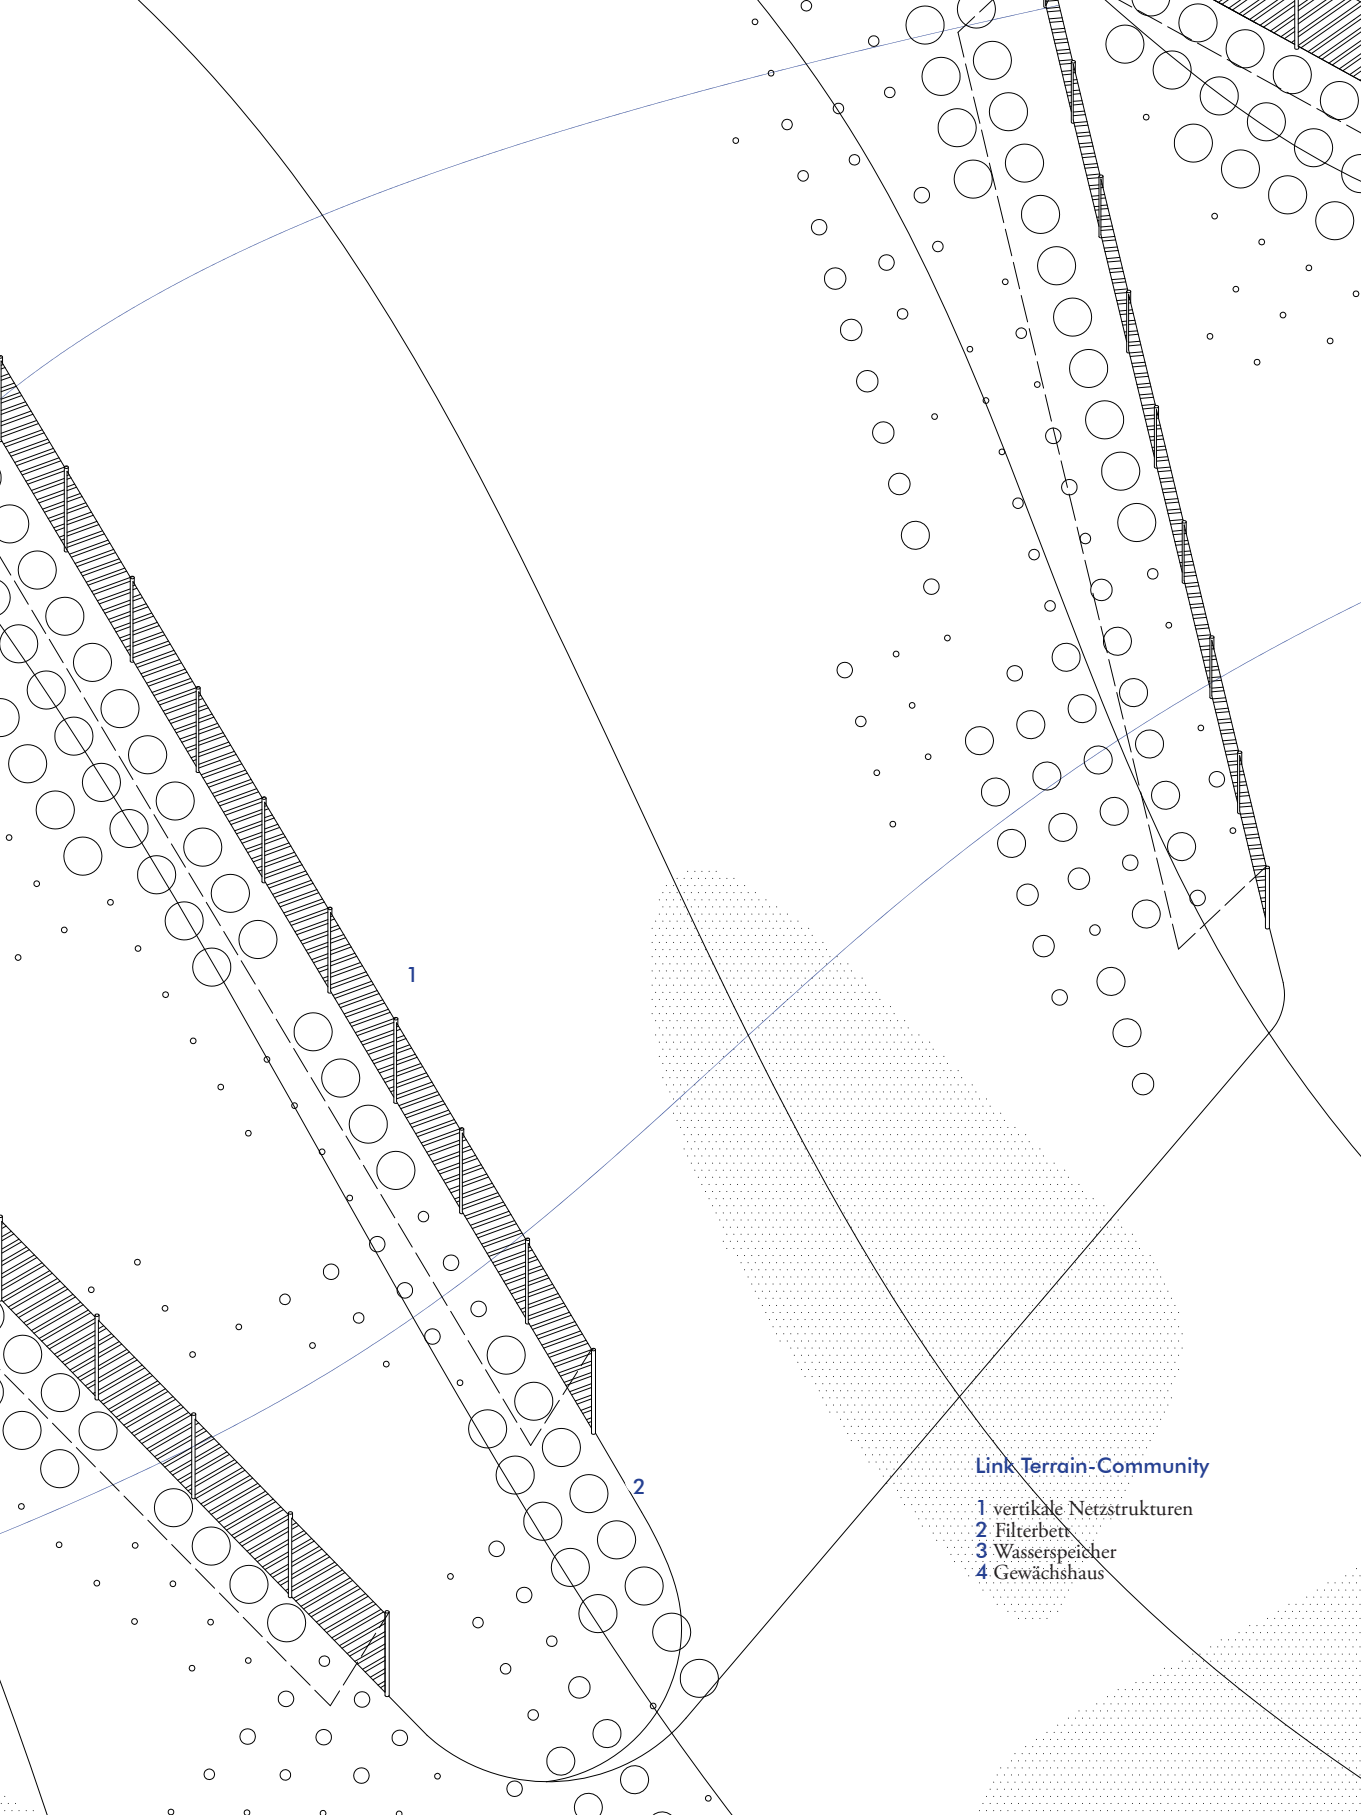 1
2
Link Terrain-Community
1 vertikale Netzstrukturen
2 Filterbett
3 Wasserspeicher
4 Gewächshaus